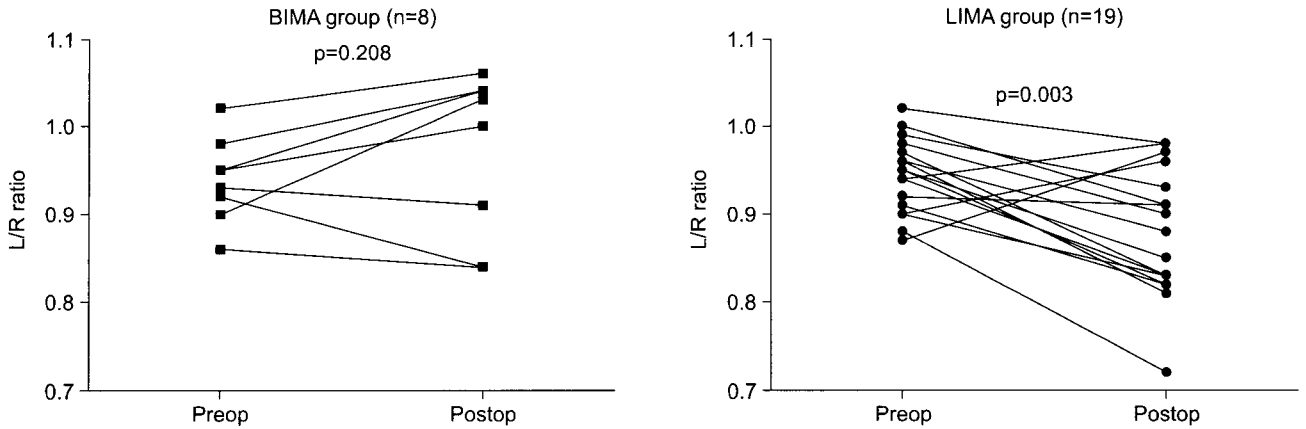 BIMA group (n=8)
p=0.208
L/R ratio
1.1
1.0
0.9
0.8
0.7
Preop
Postop
LIMA group (n=19)
p=0.003
L/R ratio
1.1
1.0
0.9
0.8
0.7
Preop
Postop